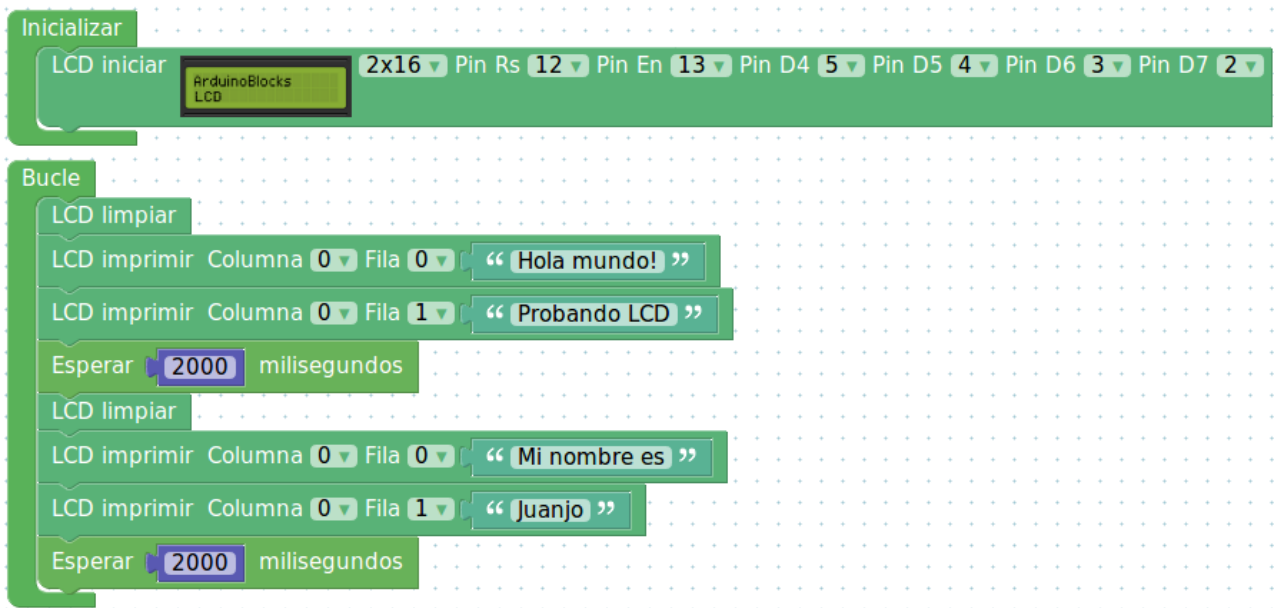 Inicializar
LCD iniciar ArduinoBlocks LCD 2x16 Pin Rs 12 Pin En 13 Pin D4 5 Pin D5 4 Pin D6 3 Pin D7 2
Bucle
LCD limpiar
LCD imprimir Columna 0 Fila 0 “ Hola mundo! ”
LCD imprimir Columna 0 Fila 1 “ Probando LCD ”
Esperar 2000 milisegundos
LCD limpiar
LCD imprimir Columna 0 Fila 0 “ Mi nombre es ”
LCD imprimir Columna 0 Fila 1 “ Juanjo ”
Esperar 2000 milisegundos